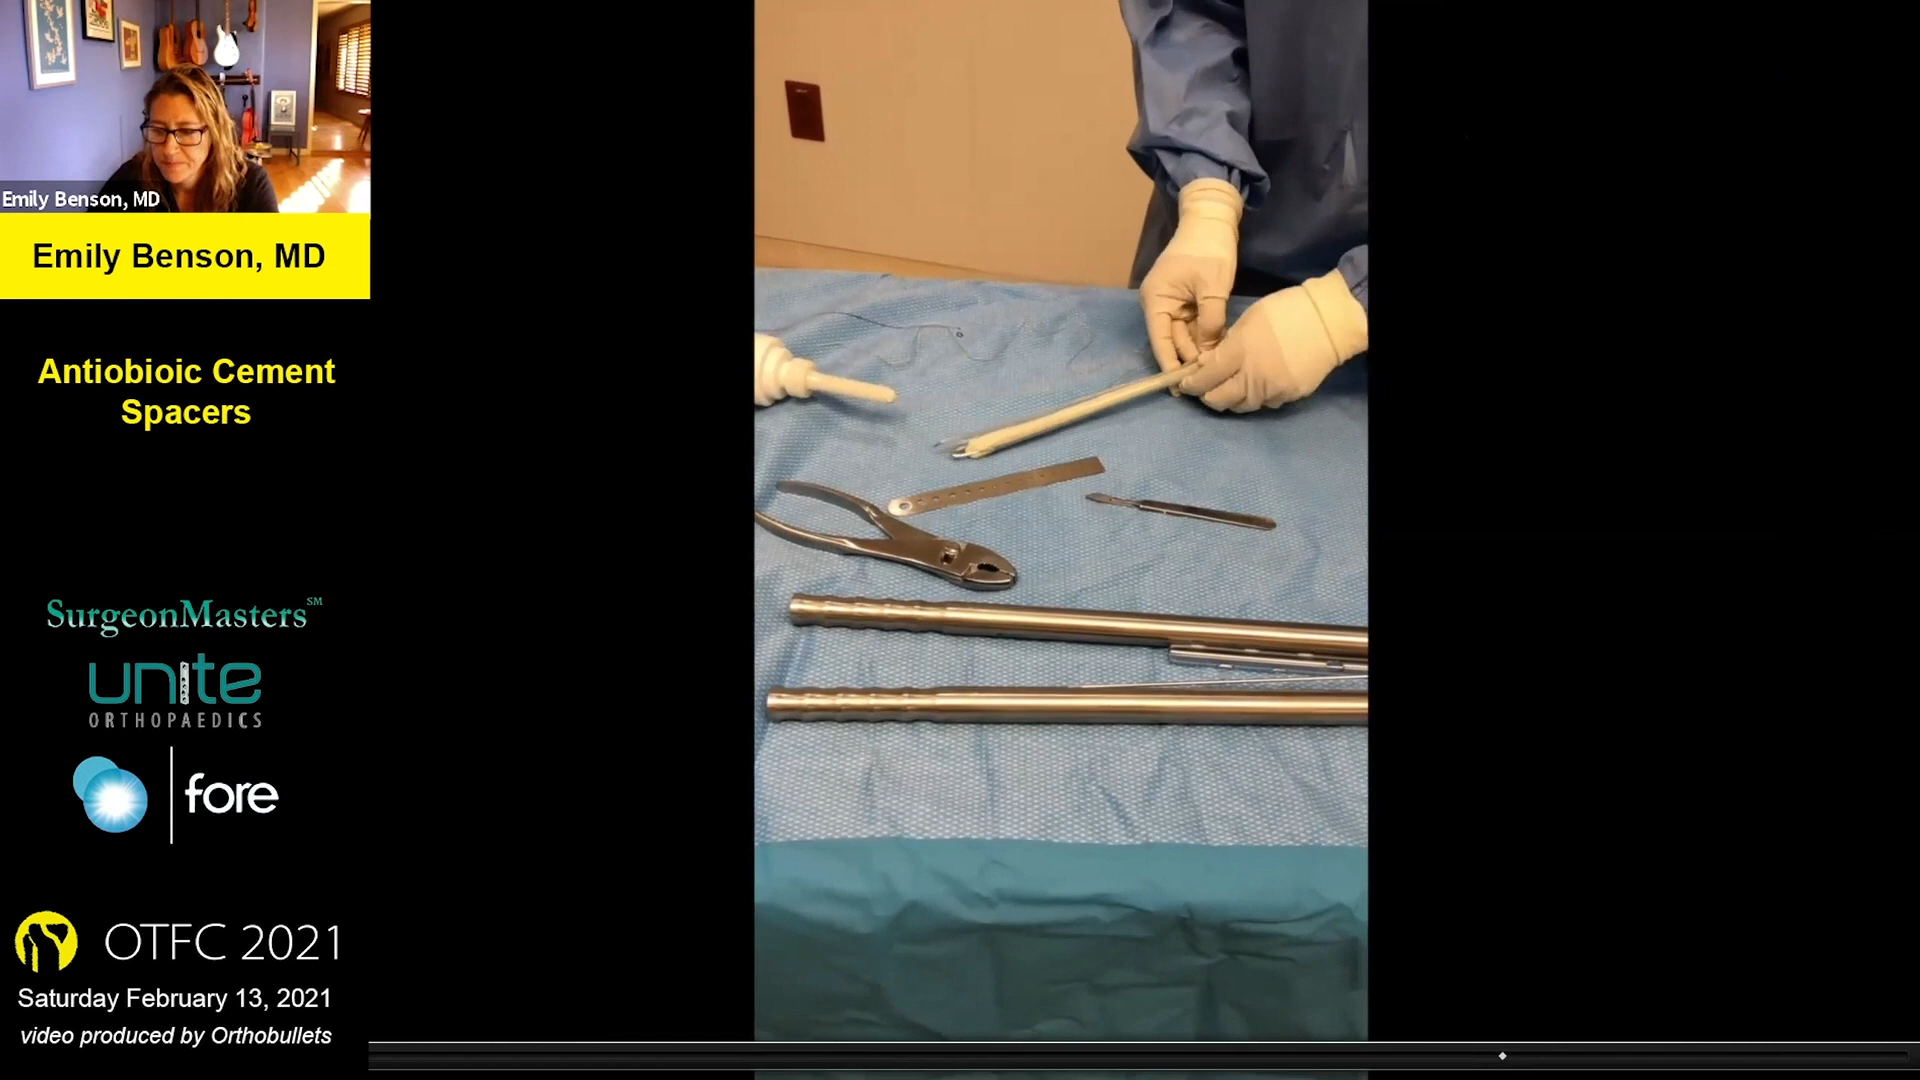 Emily Benson, MD
Emily Benson, MD
Antiobioic Cement
Spacers
SurgeonMasters℠
unite
ORTHOPAEDICS
fore
OTFC 2021
Saturday February 13, 2021
video produced by Orthobullets